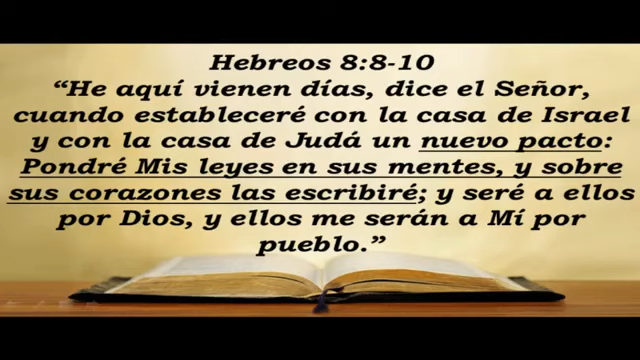 Hebreos 8:8-10
“He aquí vienen días, dice el Señor,
cuando estableceré con la casa de Israel
y con la casa de Judá un nuevo pacto:
Pondré Mis leyes en sus mentes, y sobre
sus corazones las escribiré; y seré a ellos
por Dios, y ellos me serán a Mí por
pueblo.”